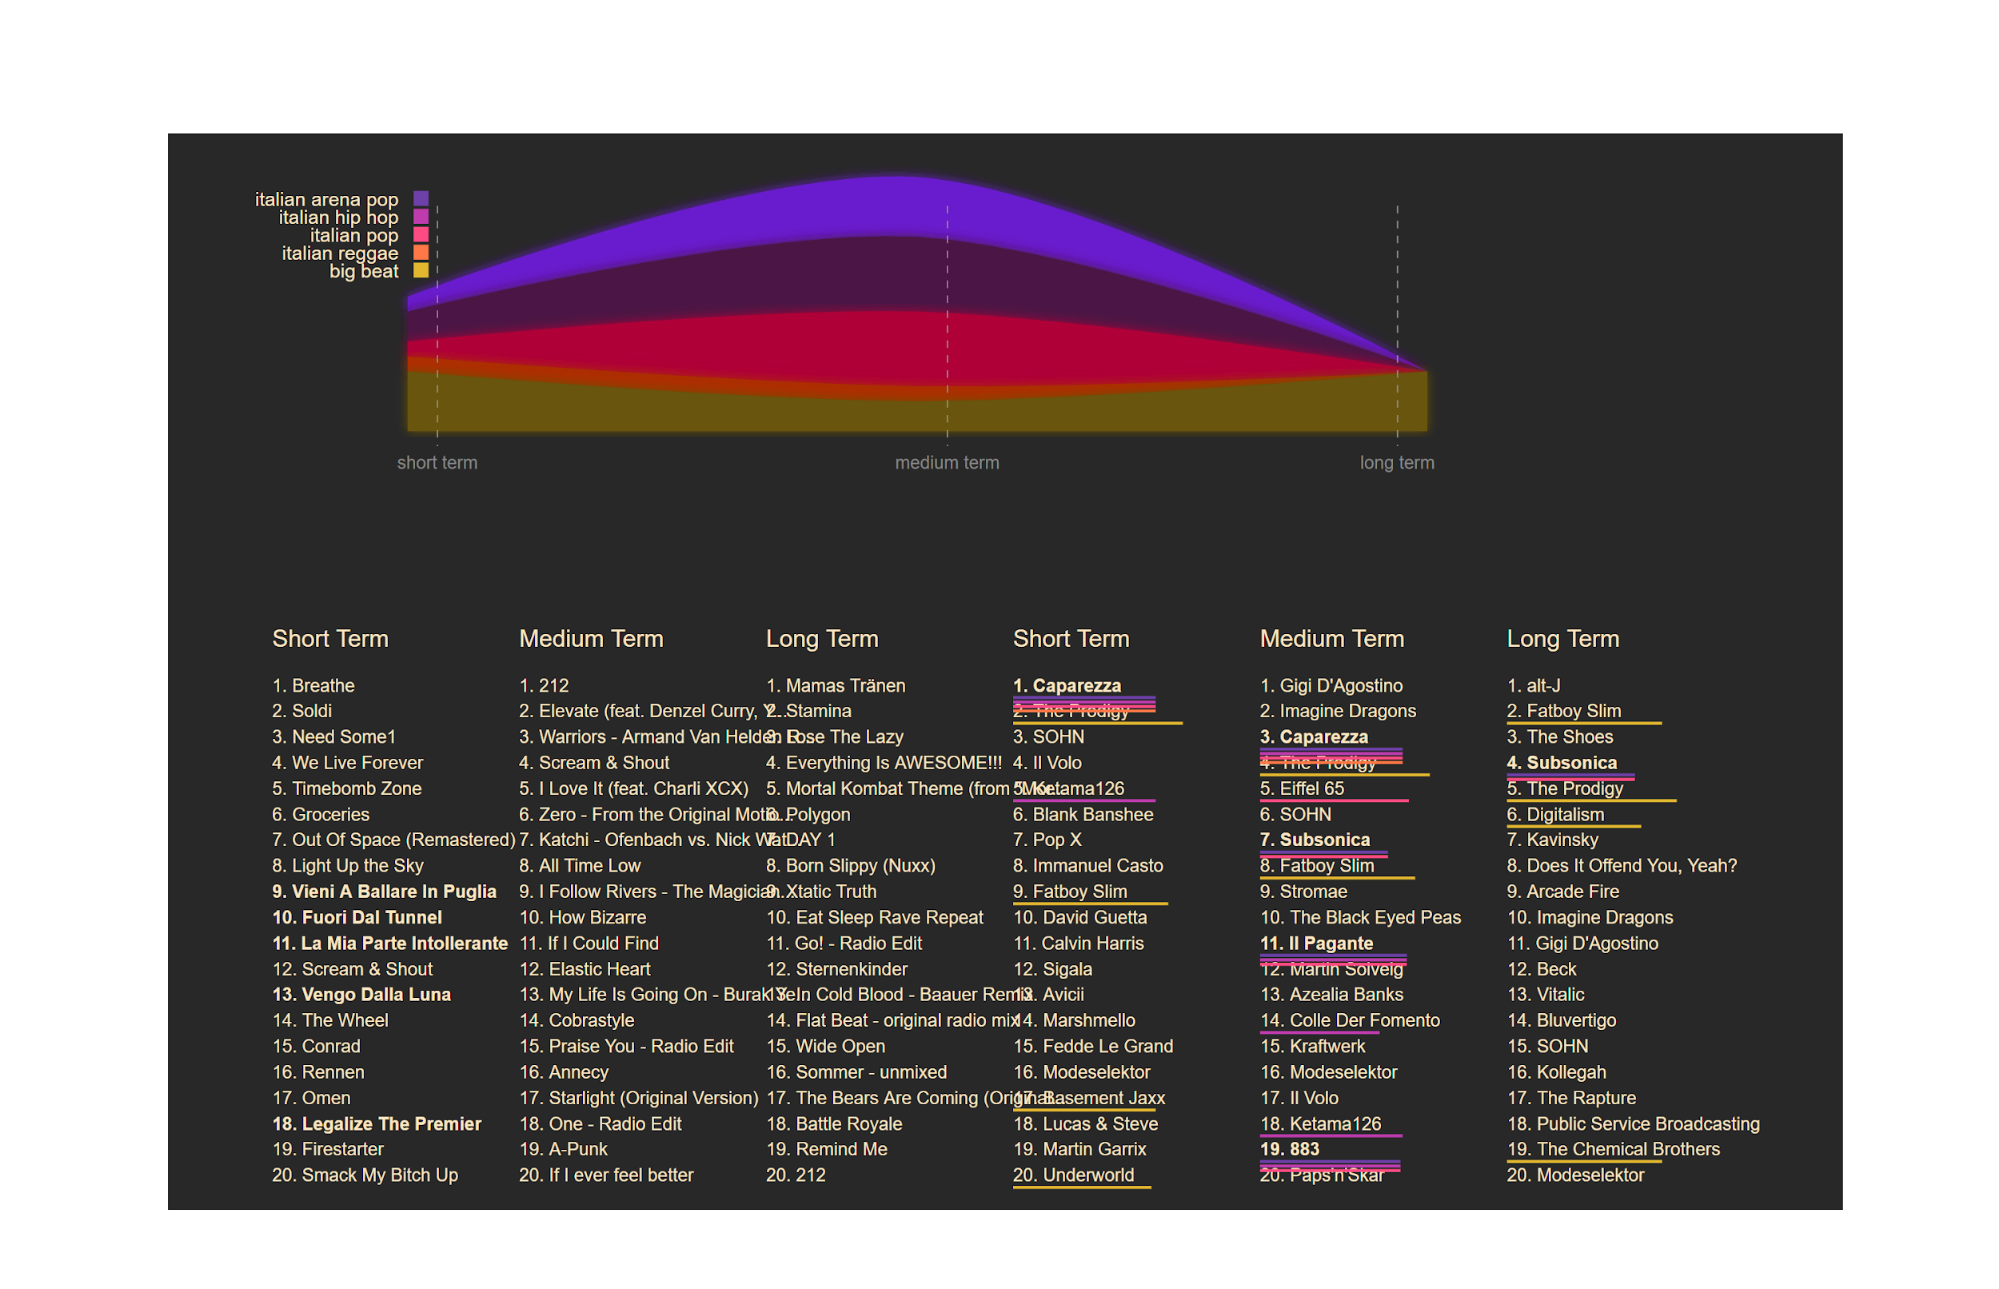 italian arena pop
italian hip hop
italian pop
italian reggae
big beat
short term
medium term
long term
Short Term
1. Breathe
2. Soldi
3. Need Some1
4. We Live Forever
5. Timebomb Zone
6. Groceries
7. Out Of Space (Remastered)
8. Light Up the Sky
9. Vieni A Ballare In Puglia
10. Fuori Dal Tunnel
11. La Mia Parte Intollerante
12. Scream & Shout
13. Vengo Dalla Luna
14. The Wheel
15. Conrad
16. Rennen
17. Omen
18. Legalize The Premier
19. Firestarter
20. Smack My Bitch Up
Medium Term
1. 212
2. Elevate (feat. Denzel Curry,
3. Warriors - Armand Van Helden
4. Scream & Shout
5. I Love It (feat. Charli XCX)
6. Zero - From the Original
7. Katchi - Ofenbach vs. Nick
8. All Time Low
9. I Follow Rivers - The Magician
10. How Bizarre
11. If I Could Find
12. Elastic Heart
13. My Life Is Going On - Burak
14. Cobrastyle
15. Praise You - Radio Edit
16. Annecy
17. Starlight (Original Version)
18. One - Radio Edit
19. A-Punk
20. If I ever feel better
Long Term
1. Mamas Tränen
2. Stamina
3. Lose The Lazy
4. Everything Is AWESOME!!!
5. Mortal Kombat Theme (from
6. Polygon
7. DAY 1
8. Born Slippy (Nuxx)
9. Xtatic Truth
10. Eat Sleep Rave Repeat
11. Go! - Radio Edit
12. Sternenkinder
13. In Cold Blood - Baauer Remix
14. Flat Beat - original radio mix
15. Wide Open
16. Sommer - unmixed
17. The Bears Are Coming
18. Battle Royale
19. Remind Me
20. 212
Short Term
1. Caparezza
2. The Prodigy
3. SOHN
4. Il Volo
5. Ketama126
6. Blank Banshee
7. Pop X
8. Immanuel Casto
9. Fatboy Slim
10. David Guetta
11. Calvin Harris
12. Sigala
13. Avicii
14. Marshmello
15. Fedde Le Grand
16. Modeselektor
17. Basement Jaxx
18. Lucas & Steve
19. Martin Garrix
20. Underworld
Medium Term
1. Gigi D'Agostino
2. Imagine Dragons
3. Caparezza
4. The Prodigy
5. Eiffel 65
6. SOHN
7. Subsonica
8. Fatboy Slim
9. Stromae
10. The Black Eyed Peas
11. Il Pagante
12. Martin Solveig
13. Azealia Banks
14. Colle Der Fomento
15. Kraftwerk
16. Modeselektor
17. Il Volo
18. Ketama126
19. 883
20. Paps'n'Skar
Long Term
1. alt-J
2. Fatboy Slim
3. The Shoes
4. Subsonica
5. The Prodigy
6. Digitalism
7. Kavinsky
8. Does It Offend You, Yeah?
9. Arcade Fire
10. Imagine Dragons
11. Gigi D'Agostino
12. Beck
13. Vitalic
14. Bluvertigo
15. SOHN
16. Kollegah
17. The Rapture
18. Public Service Broadcasting
19. The Chemical Brothers
20. Modeselektor